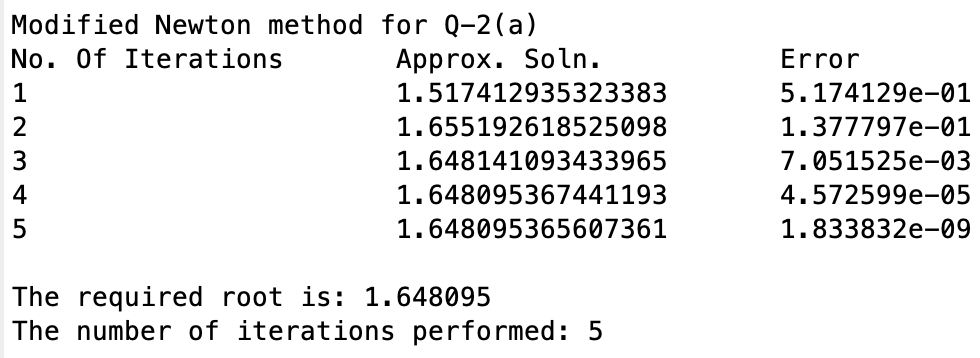 Modified Newton method for Q-2(a)
No. Of Iterations Approx. Soln. Error
1 1.517412935323383 5.174129e-01
2 1.655192618525098 1.377797e-01
3 1.648141093433965 7.051525e-03
4 1.648095367441193 4.572599e-05
5 1.648095365607361 1.833832e-09
The required root is: 1.648095
The number of iterations performed: 5